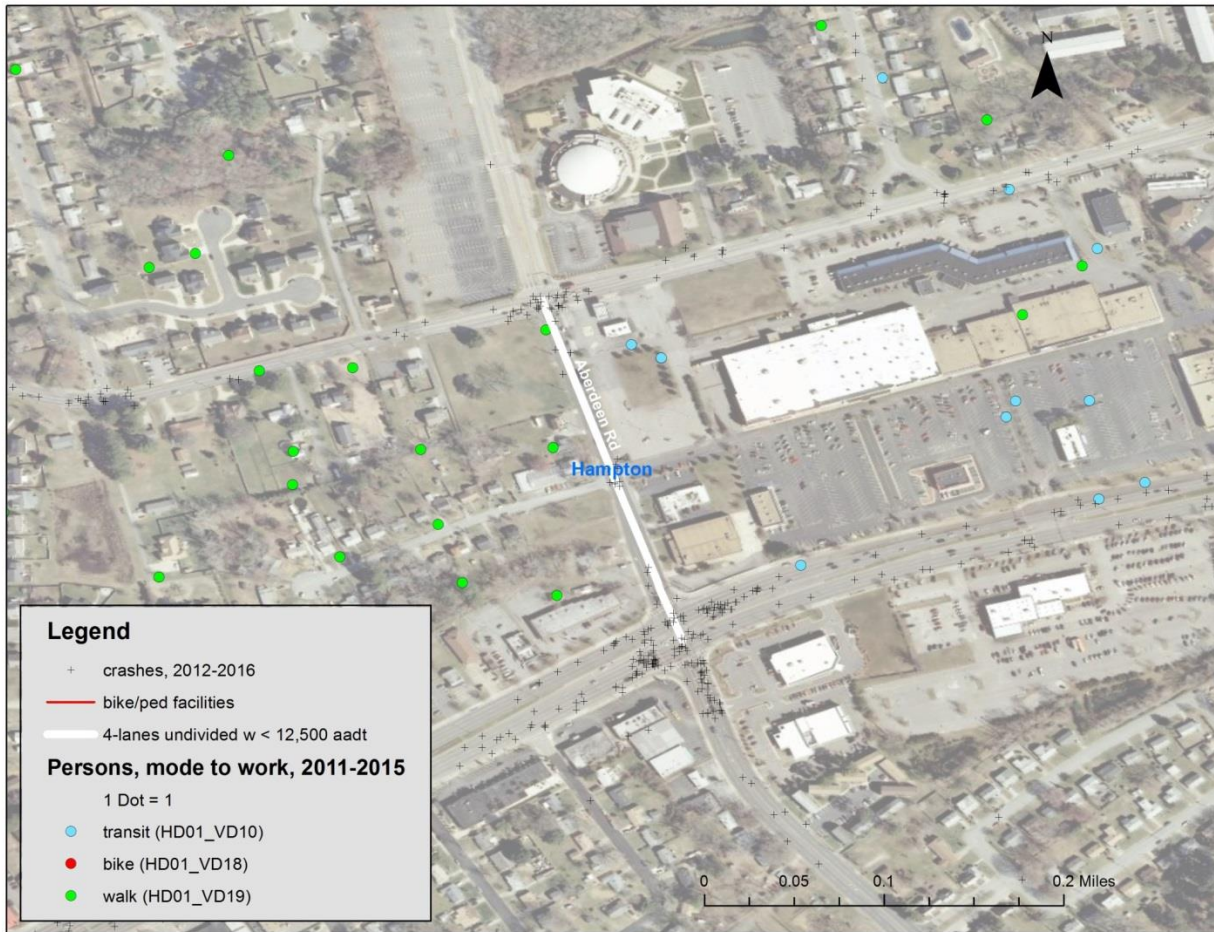 N
Aberdeen Rd
Hampton
Legend
crashes, 2012-2016
bike/ped facilities
4-lanes undivided w < 12,500 aadt
Persons, mode to work, 2011-2015
1 Dot = 1
transit (HD01_VD10)
bike (HD01_VD18)
walk (HD01_VD19)
0 0.05 0.1 0.2 Miles